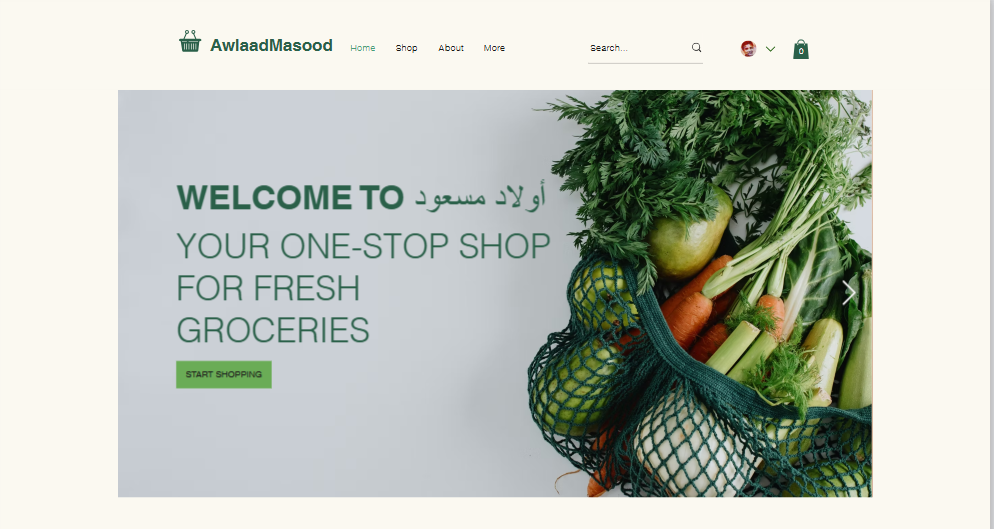 AwlaadMasood
Home Shop About More
Search...
0
WELCOME TO أولاد مسعود
YOUR ONE-STOP SHOP
FOR FRESH
GROCERIES
START SHOPPING